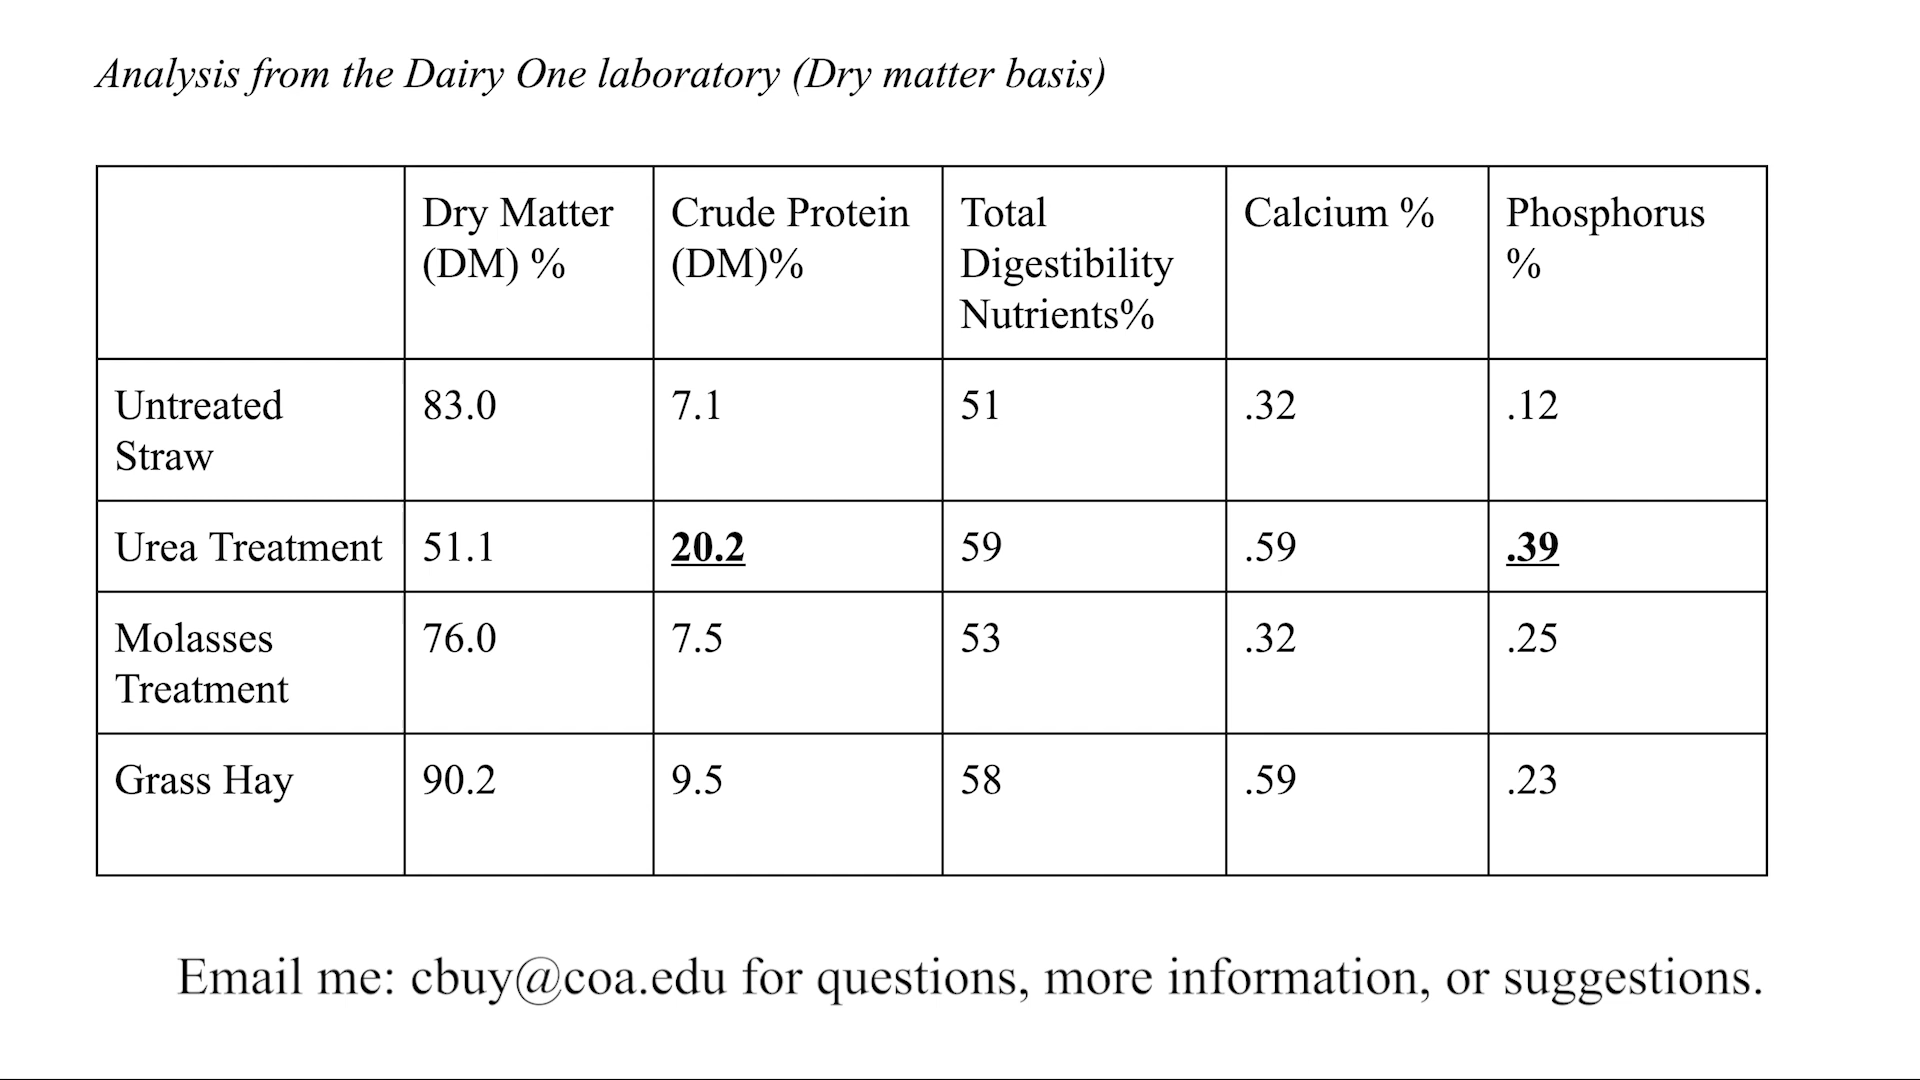 Analysis from the Dairy One laboratory (Dry matter basis)
Dry Matter (DM) %
Crude Protein (DM)%
Total Digestibility Nutrients%
Calcium %
Phosphorus %
Untreated Straw
83.0
7.1
51
.32
.12
Urea Treatment
51.1
20.2
59
.59
.39
Molasses Treatment
76.0
7.5
53
.32
.25
Grass Hay
90.2
9.5
58
.59
.23
Email me: cbuy@coa.edu for questions, more information, or suggestions.